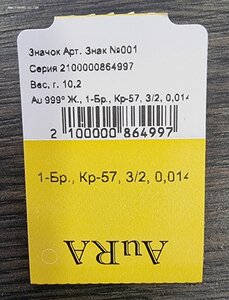 Значок Арт. Знак №001
Серия 2100000864997
Вес, г. 10,2
Au 999° Ж., 1-Бр., Кр-57, 3/2, 0,014
2 100000 864997
1-Бр., Кр-57, 3/2, 0,014
AuRA